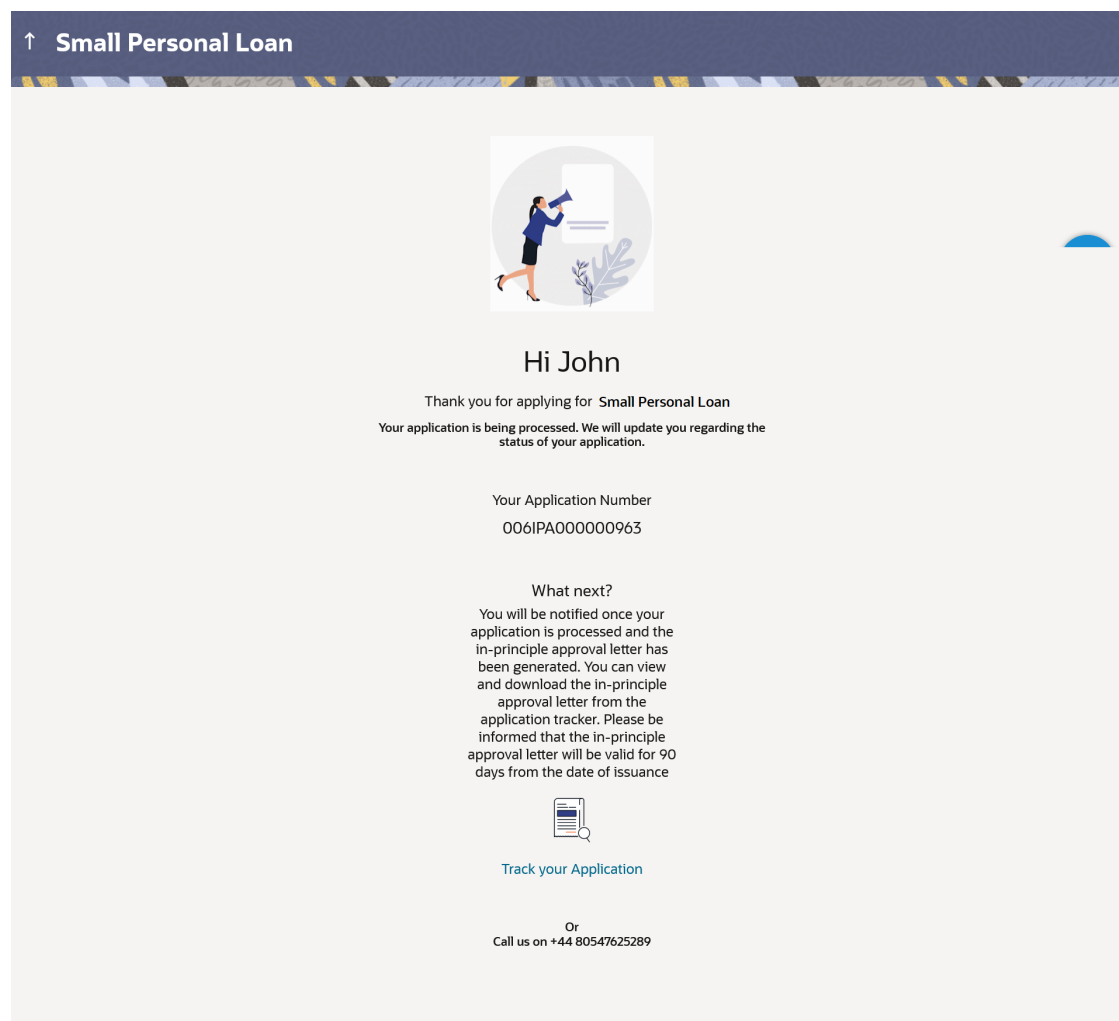 ↑ Small Personal Loan
Hi John
Thank you for applying for Small Personal Loan
Your application is being processed. We will update you regarding the
status of your application.
Your Application Number
006IPA000000963
What next?
You will be notified once your
application is processed and the
in-principle approval letter has
been generated. You can view
and download the in-principle
approval letter from the
application tracker. Please be
informed that the in-principle
approval letter will be valid for 90
days from the date of issuance
Track your Application
Or
Call us on +44 80547625289